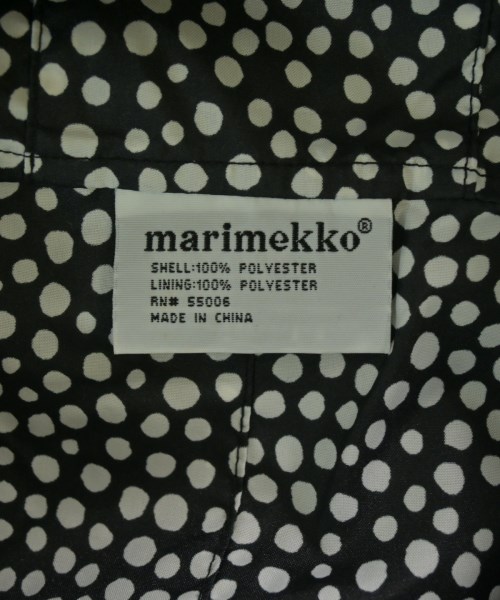 marimekko®
SHELL:100% POLYESTER
LINING:100% POLYESTER
RN# 55006
MADE IN CHINA